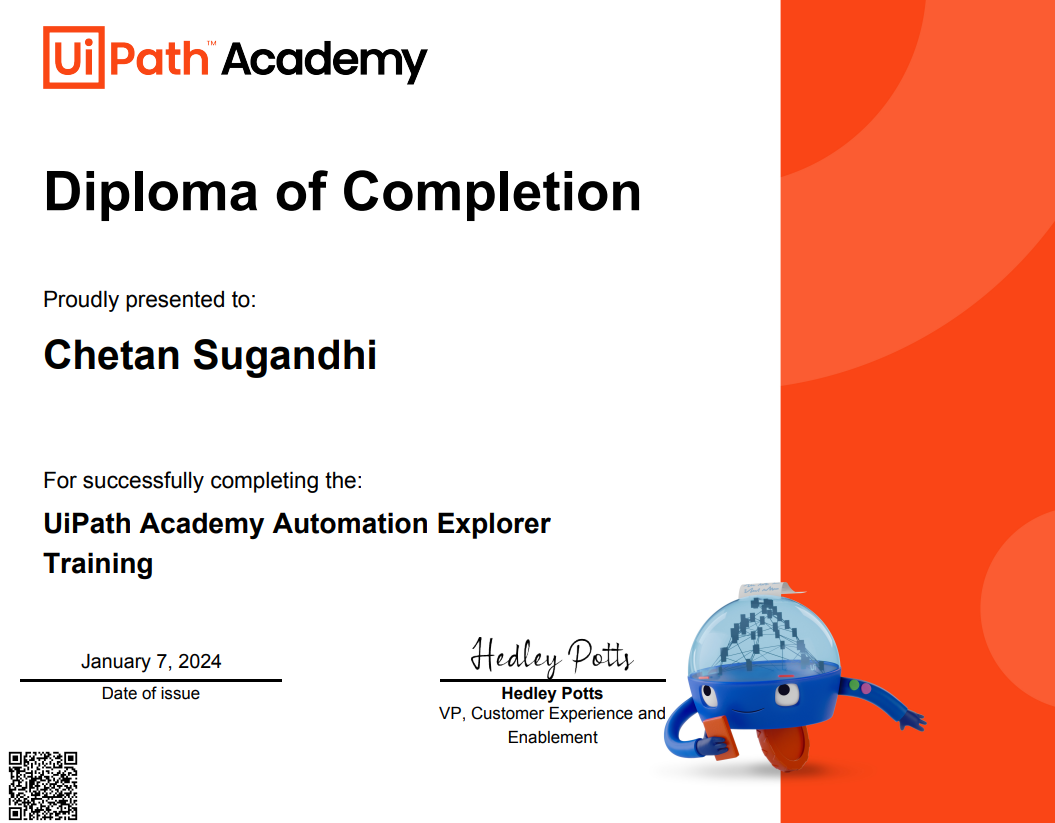 UiPath™ Academy
Diploma of Completion
Proudly presented to:
Chetan Sugandhi
For successfully completing the:
UiPath Academy Automation Explorer
Training
January 7, 2024
Date of issue
Hedley Potts
Hedley Potts
VP, Customer Experience and
Enablement